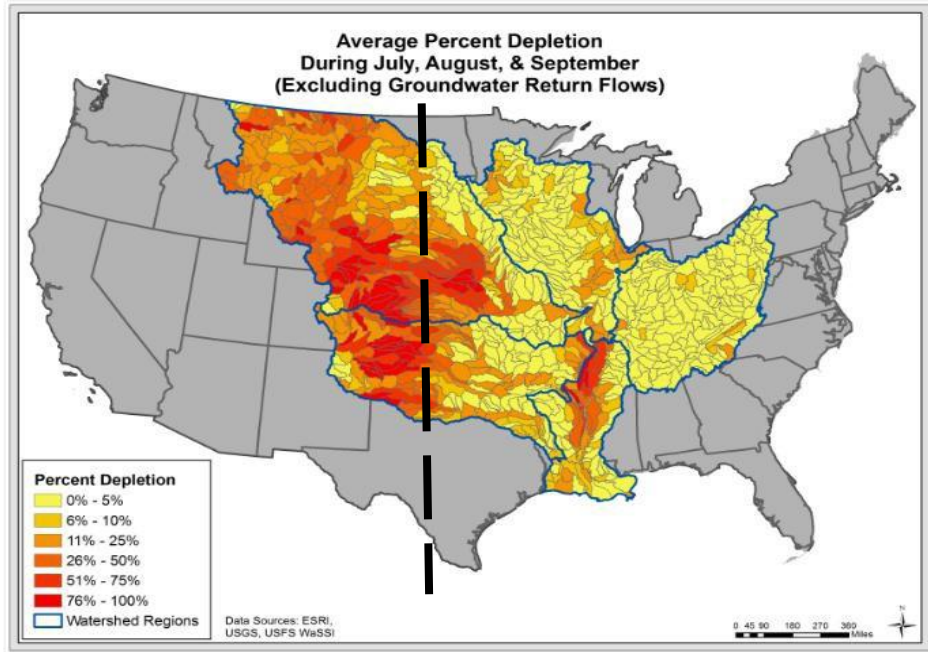 Average Percent Depletion
During July, August, & September
(Excluding Groundwater Return Flows)
Percent Depletion
0% - 5%
6% - 10%
11% - 25%
26% - 50%
51% - 75%
76% - 100%
Watershed Regions
Data Sources: ESRI,
USGS, USFS WaSSI
N
0 45 90 180 270 360
Miles